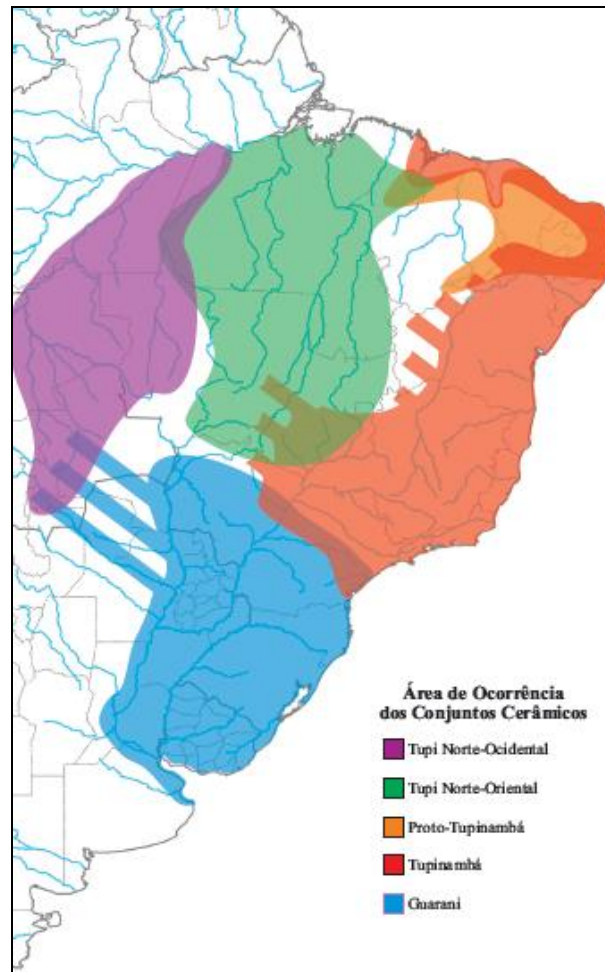 Área de Ocorrência
dos Conjuntos Cerâmicos
Tupi Norte-Ocidental
Tupi Norte-Oriental
Proto-Tupinambá
Tupinambá
Guarani